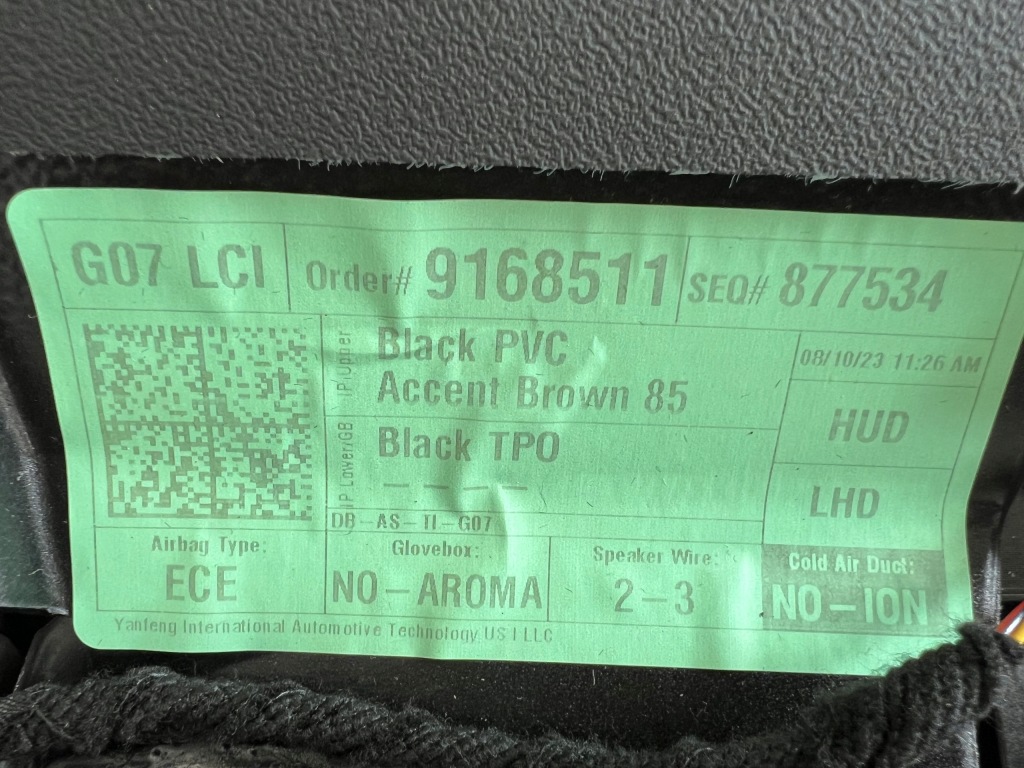 G07 LCI Order# 9168511 SEQ# 877534
IP/Upper
Black PVC
Accent Brown 85
08/10/23 11:26 AM
HUD
IP Lower/GB
Black TPO
— — — —
LHD
DB-AS-TI-G07
Airbag Type:
ECE
Glovebox:
NO-AROMA
Speaker Wire:
2-3
Cold Air Duct:
NO-ION
Yanfeng International Automotive Technology US I LLC